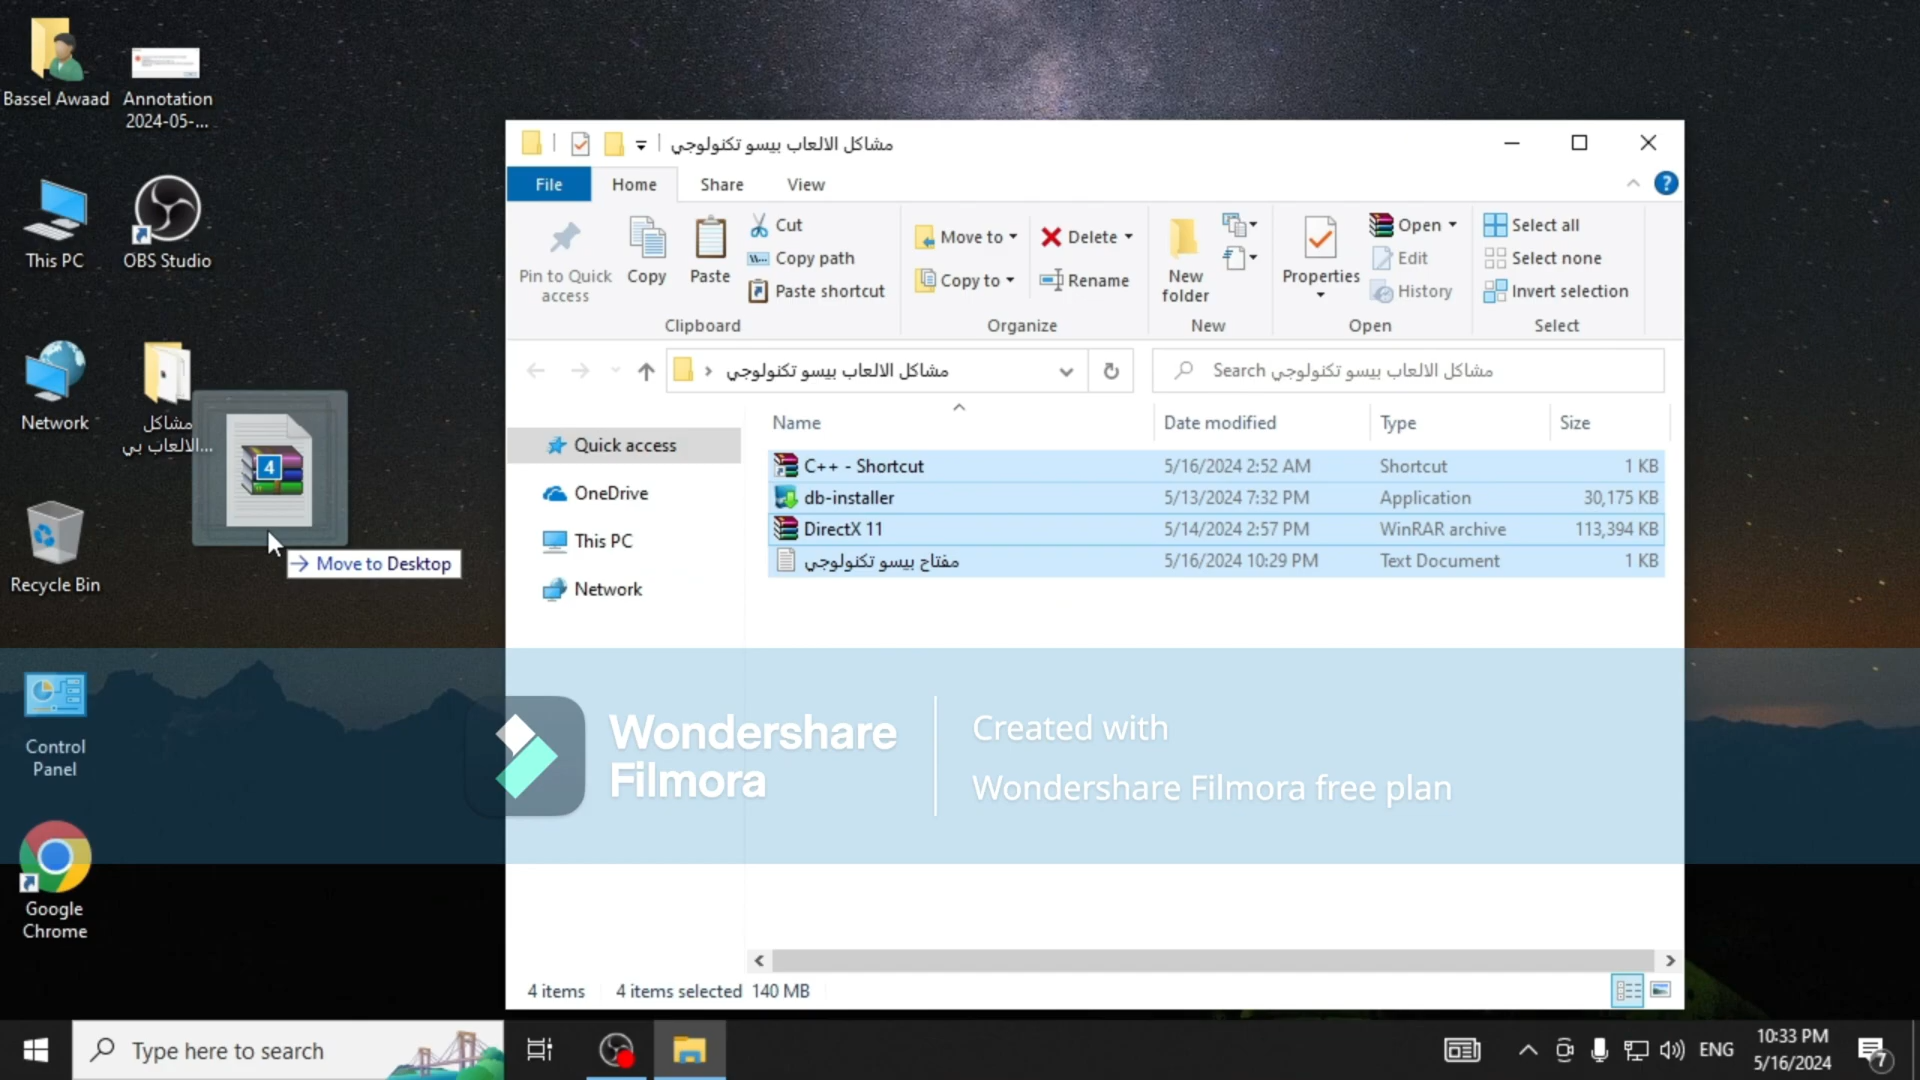 Bassel Awaad
Annotation
2024-05-...
This PC
OBS Studio
Network
مشاكل
الالعاب بي...
Recycle Bin
Control
Panel
Google
Chrome
4
Move to Desktop
مشاكل الالعاب بيسو تكنولوجي
File
Home
Share
View
?
Pin to Quick
access
Copy
Paste
Cut
Copy path
Paste shortcut
Clipboard
Move to
Copy to
Delete
Rename
Organize
New
folder
New
Properties
Open
Edit
History
Open
Select all
Select none
Invert selection
Select
مشاكل الالعاب بيسو تكنولوجي
Search مشاكل الالعاب بيسو تكنولوجي
Quick access
OneDrive
This PC
Network
Name Date modified Type Size
C++ - Shortcut 5/16/2024 2:52 AM Shortcut 1 KB
db-installer 5/13/2024 7:32 PM Application 30,175 KB
DirectX 11 5/14/2024 2:57 PM WinRAR archive 113,394 KB
مفتاح بيسو تكنولوجي 5/16/2024 10:29 PM Text Document 1 KB
Wondershare
Filmora
Created with
Wondershare Filmora free plan
4 items 4 items selected 140 MB
Type here to search
ENG
10:33 PM
5/16/2024
7